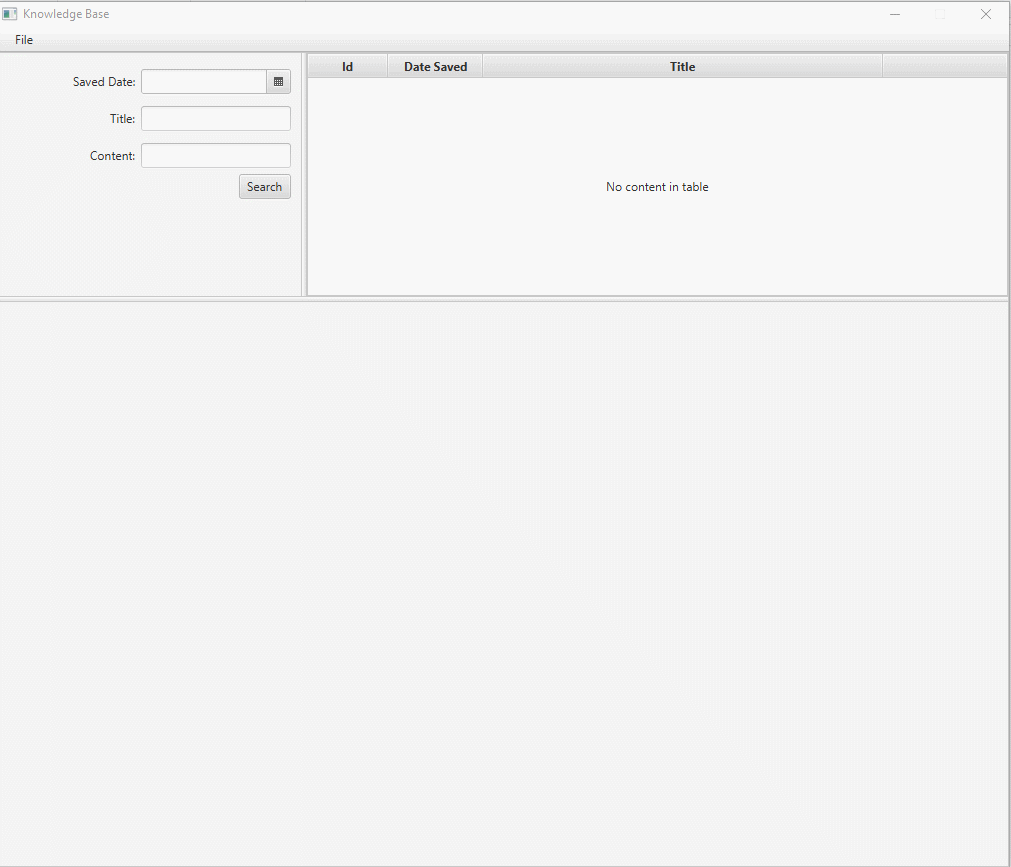 Knowledge Base
File
Saved Date:
Title:
Content:
Search
Id Date Saved Title
No content in table